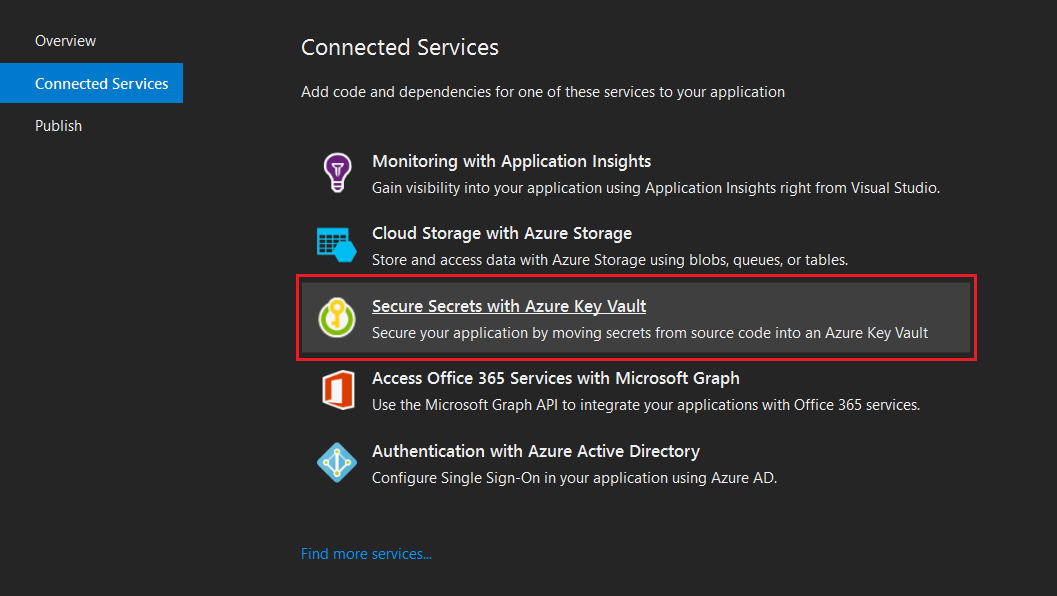 Overview
Connected Services
Publish
Connected Services
Add code and dependencies for one of these services to your application
Monitoring with Application Insights
Gain visibility into your application using Application Insights right from Visual Studio.
Cloud Storage with Azure Storage
Store and access data with Azure Storage using blobs, queues, or tables.
Secure Secrets with Azure Key Vault
Secure your application by moving secrets from source code into an Azure Key Vault
Access Office 365 Services with Microsoft Graph
Use the Microsoft Graph API to integrate your applications with Office 365 services.
Authentication with Azure Active Directory
Configure Single Sign-On in your application using Azure AD.
Find more services...